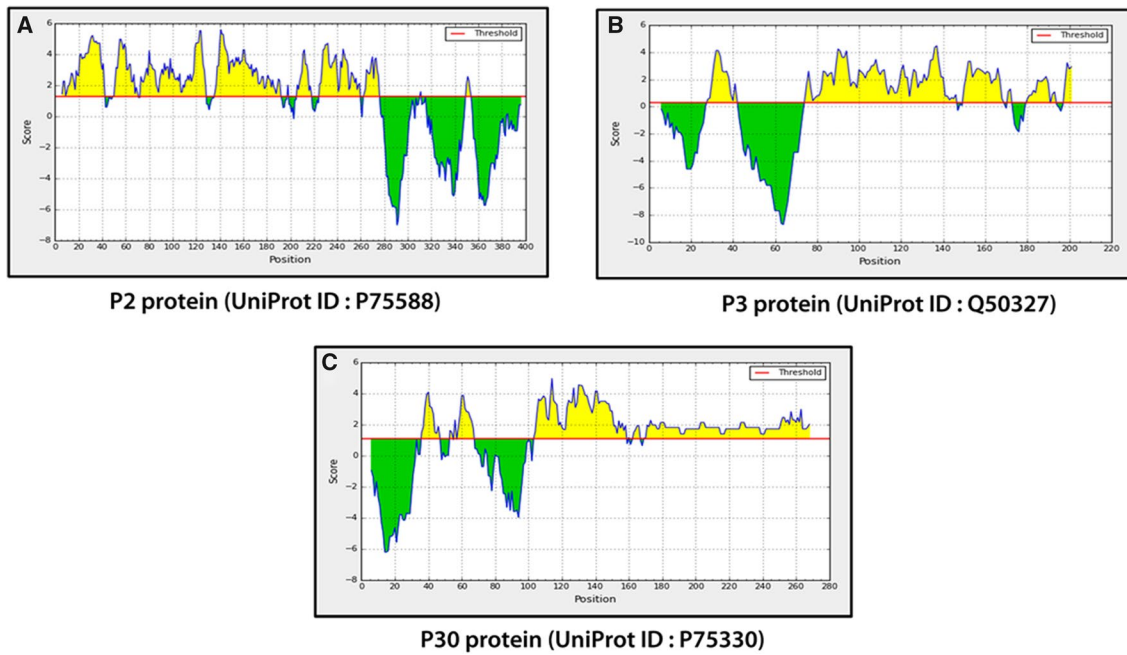 A
Threshold
6
4
2
0
−2
−4
−6
−8
Score
0 20 40 60 80 100 120 140 160 180 200 220 240 260 280 300 320 340 360 380 400
Position
P2 protein (UniProt ID : P75588)
B
Threshold
6
4
2
0
−2
−4
−6
−8
−10
Score
0 20 40 60 80 100 120 140 160 180 200 220
Position
P3 protein (UniProt ID : Q50327)
C
Threshold
6
4
2
0
−2
−4
−6
−8
Score
0 20 40 60 80 100 120 140 160 180 200 220 240 260 280
Position
P30 protein (UniProt ID : P75330)